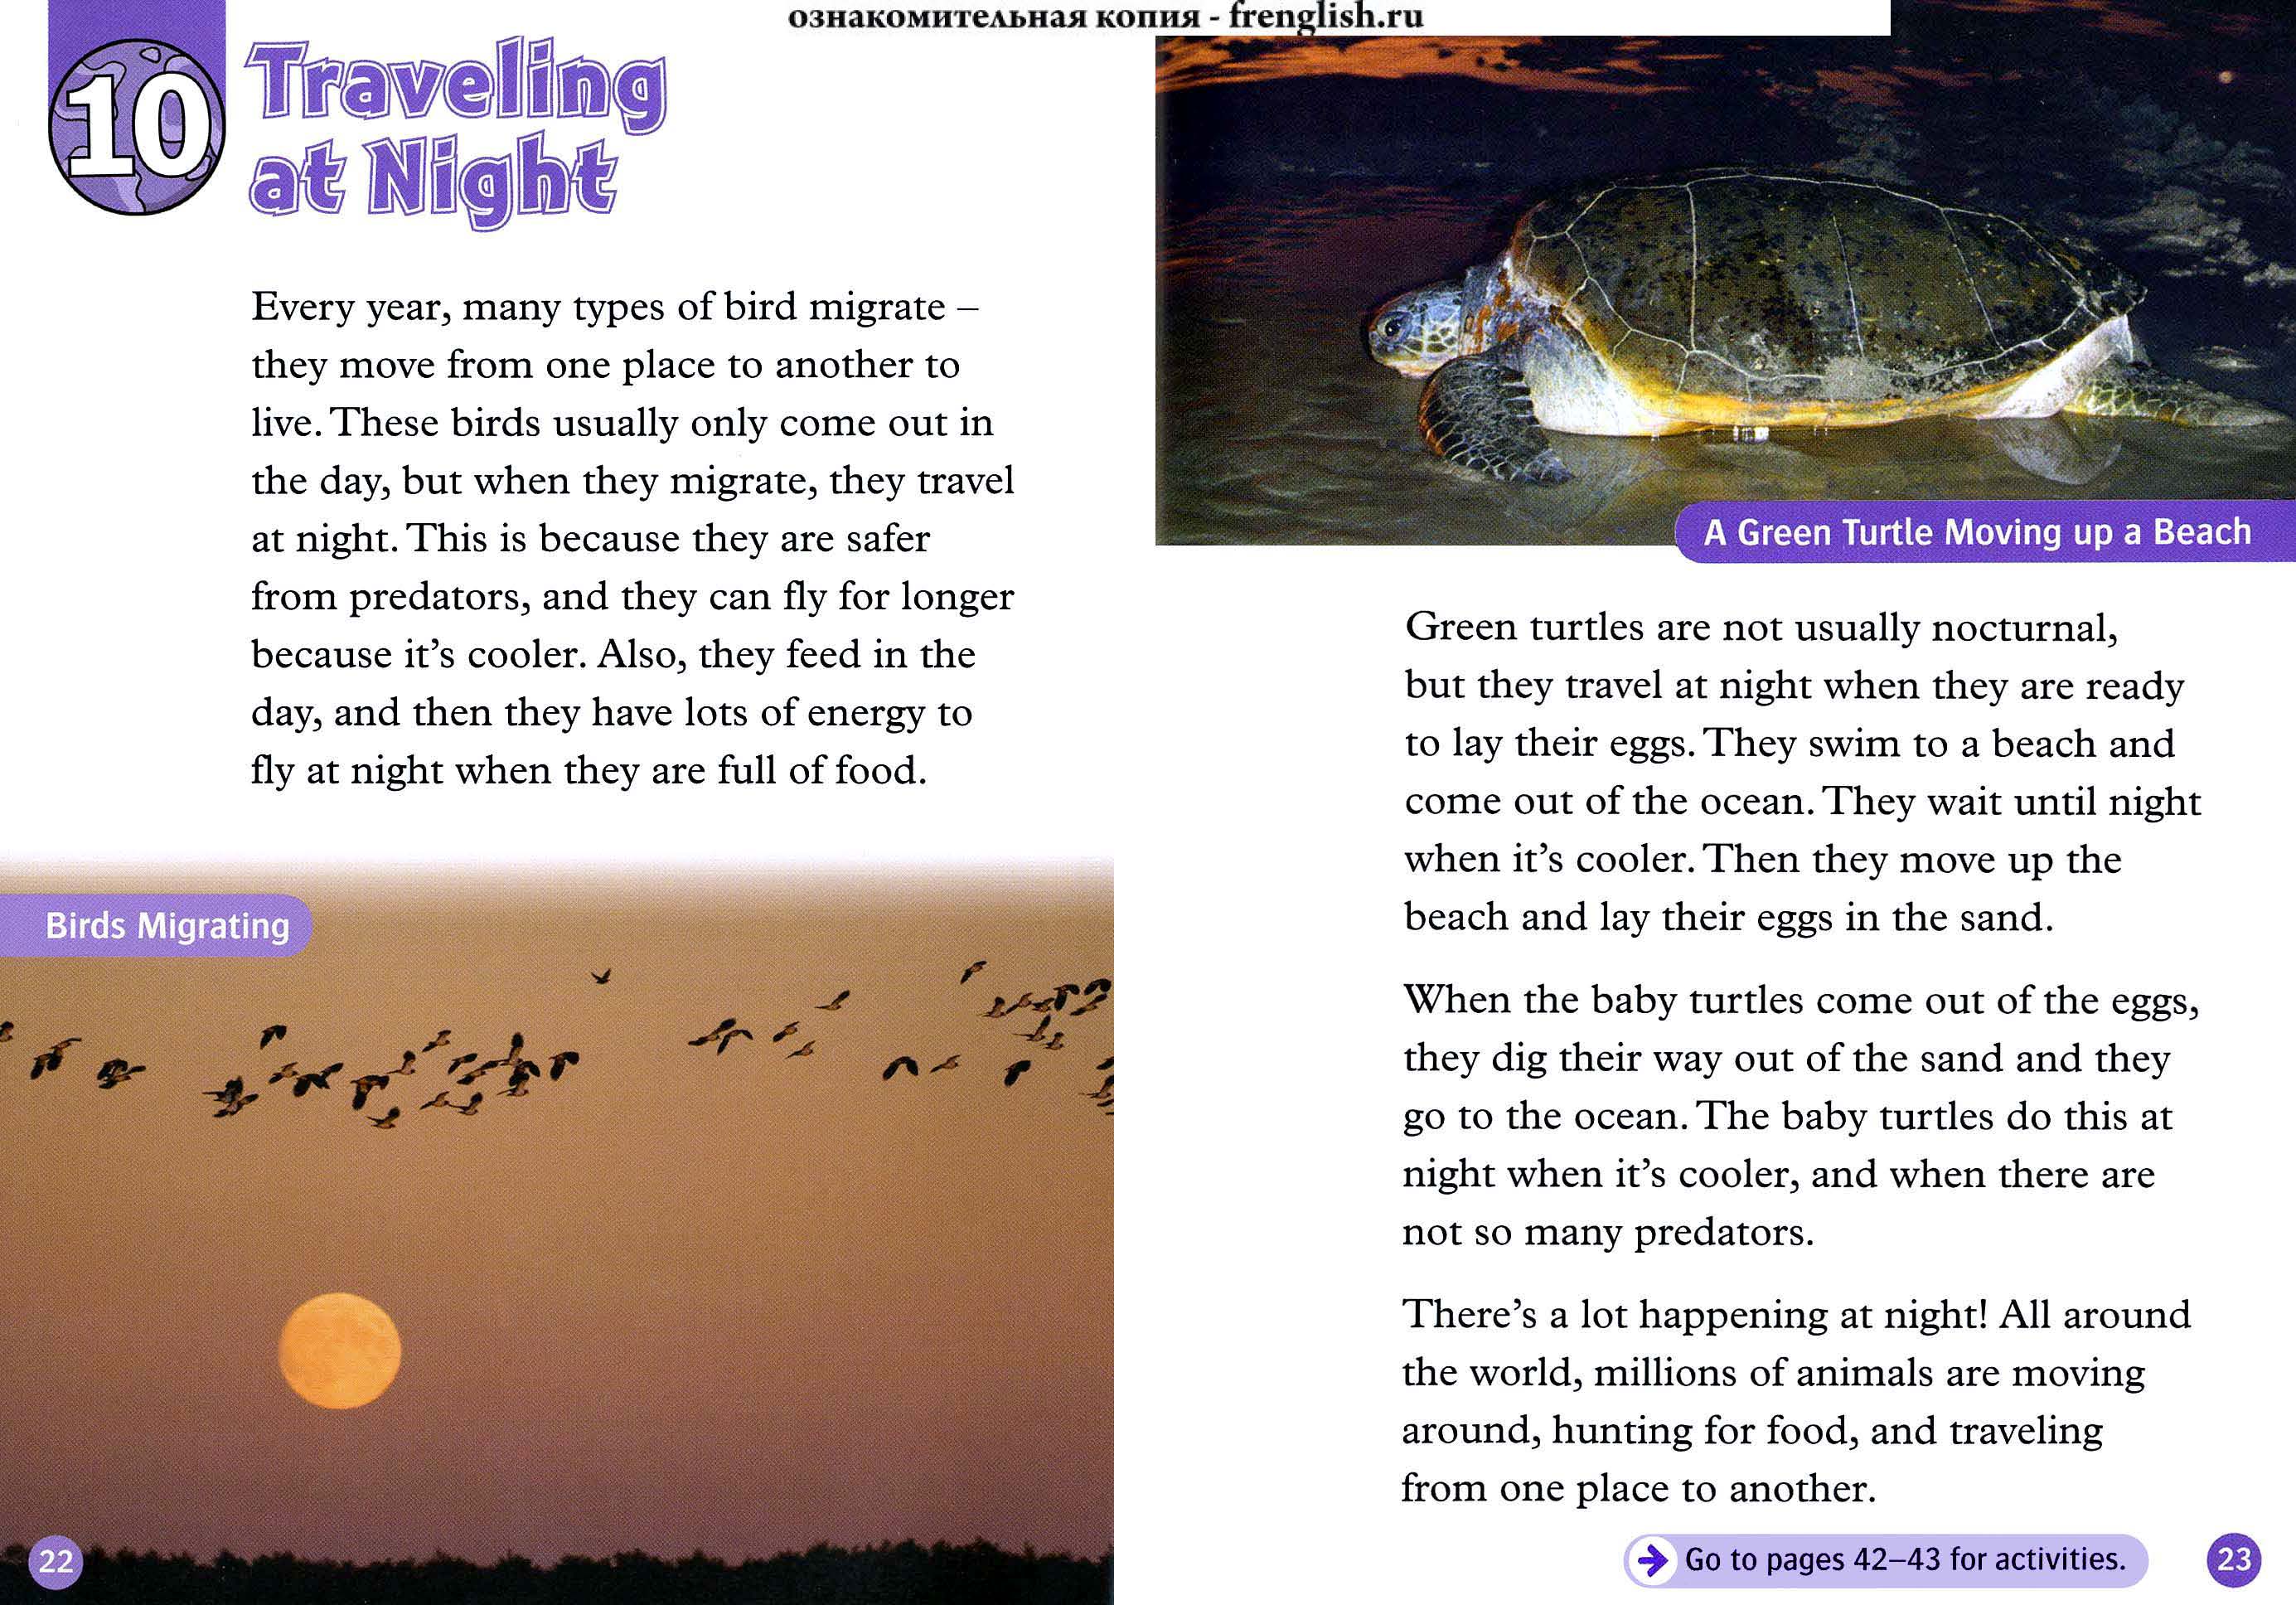 ознакомительная копия - frenglish.ru
10
Traveling
at Night
Every year, many types of bird migrate –
they move from one place to another to
live. These birds usually only come out in
the day, but when they migrate, they travel
at night. This is because they are safer
from predators, and they can fly for longer
because it's cooler. Also, they feed in the
day, and then they have lots of energy to
fly at night when they are full of food.
Birds Migrating
22
A Green Turtle Moving up a Beach
Green turtles are not usually nocturnal,
but they travel at night when they are ready
to lay their eggs. They swim to a beach and
come out of the ocean. They wait until night
when it's cooler. Then they move up the
beach and lay their eggs in the sand.
When the baby turtles come out of the eggs,
they dig their way out of the sand and they
go to the ocean. The baby turtles do this at
night when it's cooler, and when there are
not so many predators.
There's a lot happening at night! All around
the world, millions of animals are moving
around, hunting for food, and traveling
from one place to another.
Go to pages 42–43 for activities.
23